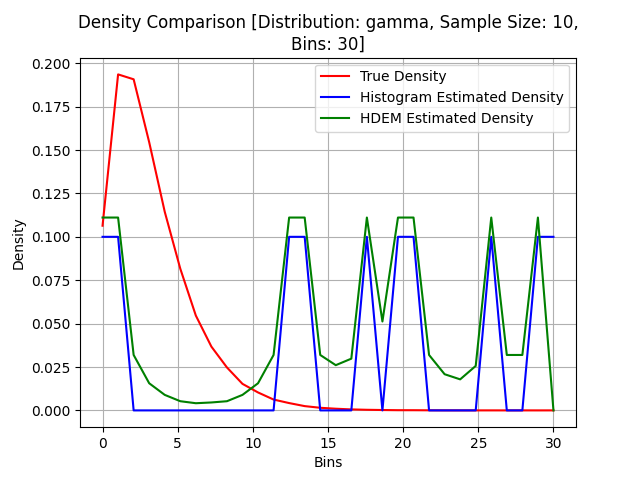 Density Comparison [Distribution: gamma, Sample Size: 10,
Bins: 30]
True Density
Histogram Estimated Density
HDEM Estimated Density
Density
0.200
0.175
0.150
0.125
0.100
0.075
0.050
0.025
0.000
0 5 10 15 20 25 30
Bins